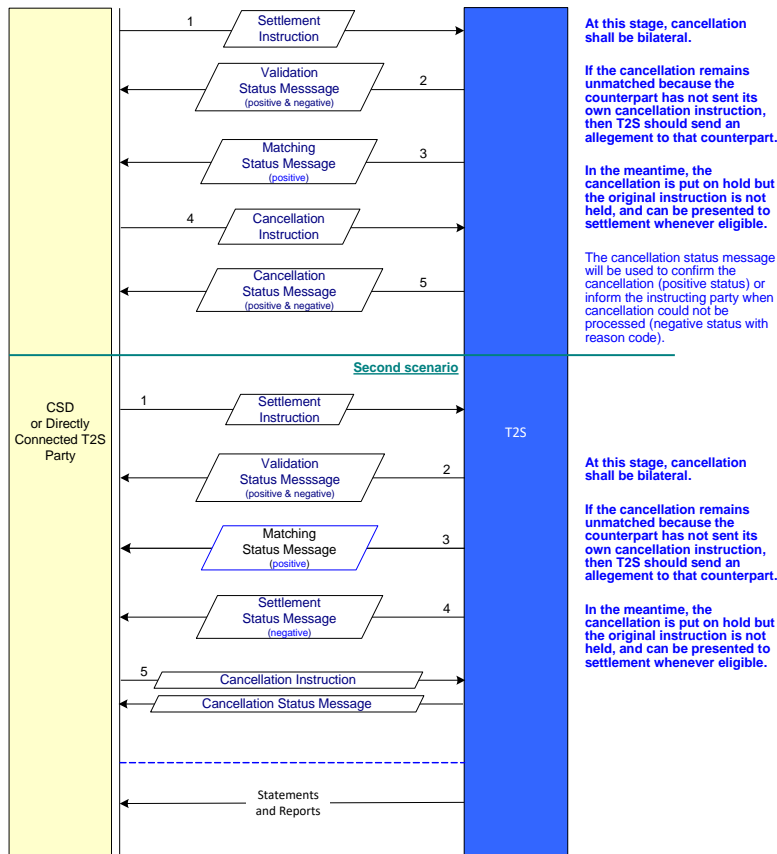 1
Settlement
Instruction
Validation
Status Messsage
(positive & negative)
2
Matching
Status Message
(positive)
3
4
Cancellation
Instruction
Cancellation
Status Message
(positive & negative)
5
At this stage, cancellation
shall be bilateral.
If the cancellation remains
unmatched because the
counterpart has not sent its
own cancellation instruction,
then T2S should send an
allegement to that counterpart.
In the meantime, the
cancellation is put on hold but
the original instruction is not
held, and can be presented to
settlement whenever eligible.
The cancellation status message
will be used to confirm the
cancellation (positive status) or
inform the instructing party when
cancellation could not be
processed (negative status with
reason code).
Second scenario
CSD
or Directly
Connected T2S
Party
T2S
1
Settlement
Instruction
Validation
Status Messsage
(positive & negative)
2
Matching
Status Message
(positive)
3
Settlement
Status Message
(negative)
4
5
Cancellation Instruction
Cancellation Status Message
Statements
and Reports
At this stage, cancellation
shall be bilateral.
If the cancellation remains
unmatched because the
counterpart has not sent its
own cancellation instruction,
then T2S should send an
allegement to that counterpart.
In the meantime, the
cancellation is put on hold but
the original instruction is not
held, and can be presented to
settlement whenever eligible.